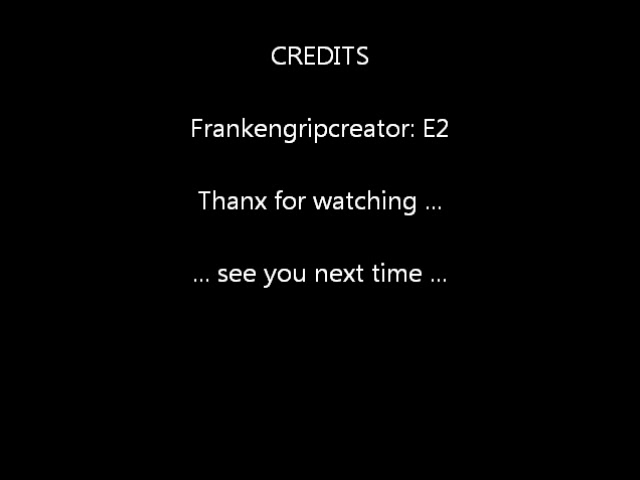 CREDITS
Frankengripcreator: E2
Thanx for watching ...
... see you next time ...